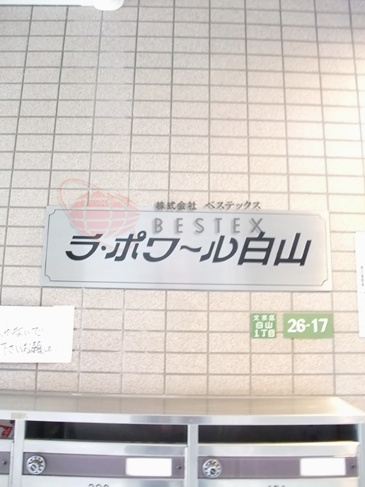 株式会社 ベステックス
BESTEX
ラ・ポワール白山
文京区
白山
1丁目
26-17